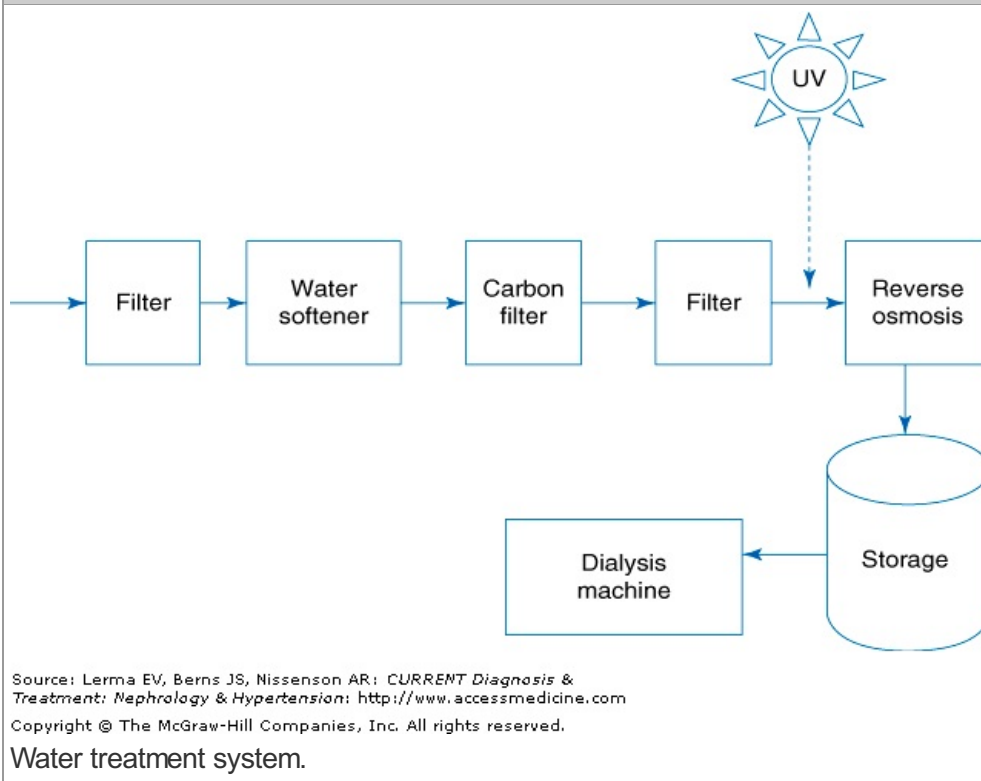 UV
Filter
Water
softener
Carbon
filter
Filter
Reverse
osmosis
Dialysis
machine
Storage
Source: Lerma EV, Berns JS, Nissenson AR: CURRENT Diagnosis &
Treatment: Nephrology & Hypertension: http://www.accessmedicine.com
Copyright © The McGraw-Hill Companies, Inc. All rights reserved.
Water treatment system.